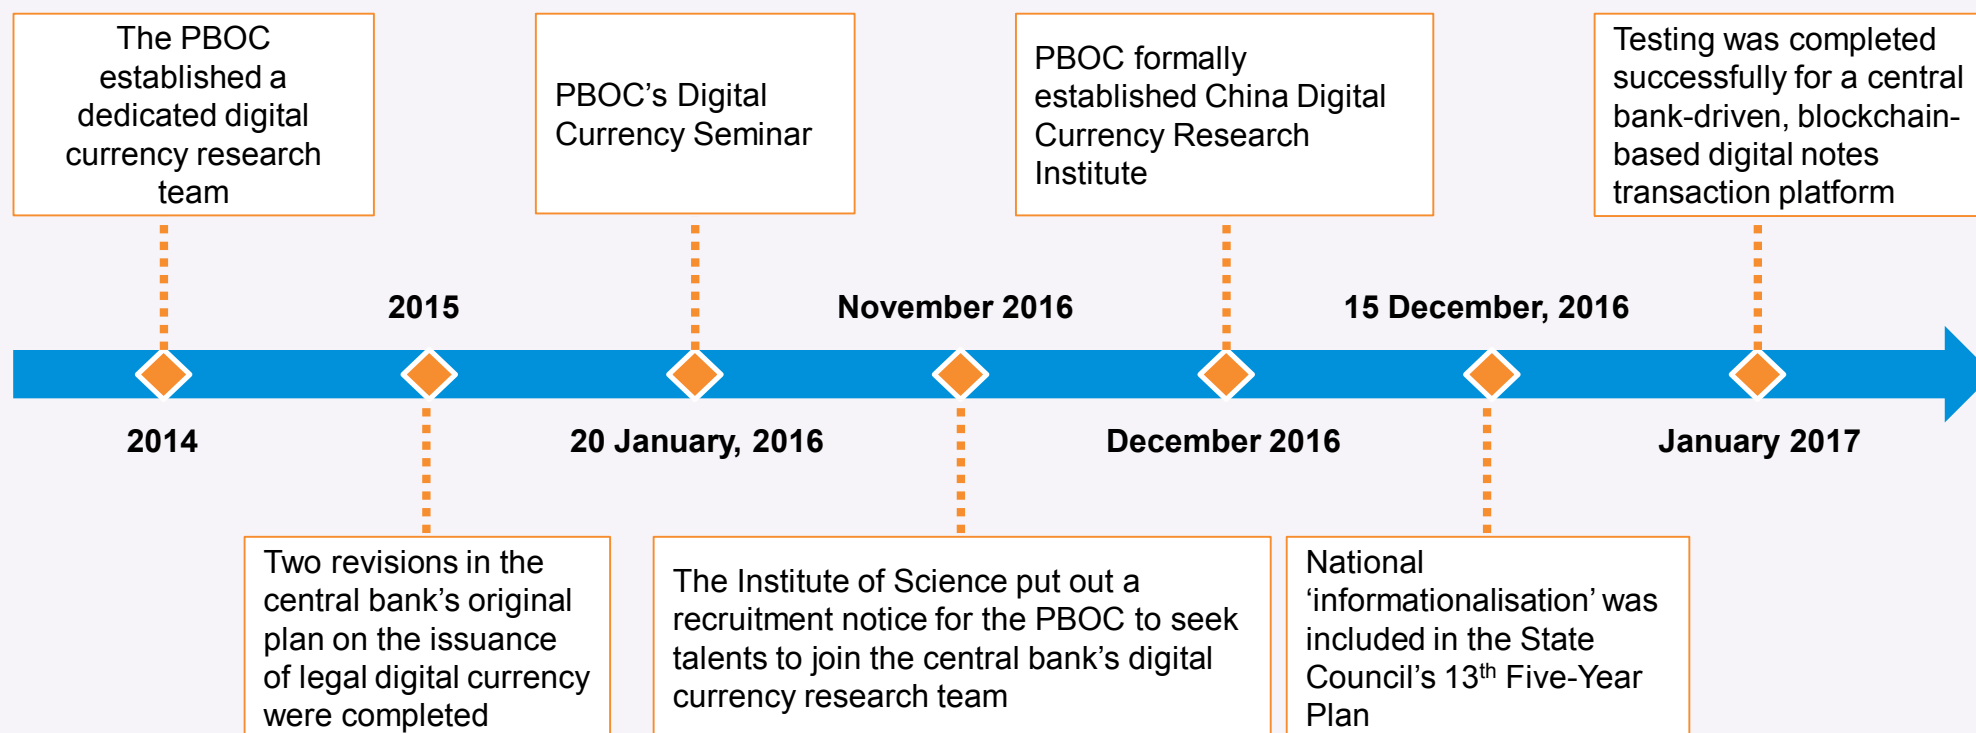 The PBOC
established a
dedicated digital
currency research
team
PBOC's Digital
Currency Seminar
PBOC formally
established China Digital
Currency Research
Institute
Testing was completed
successfully for a central
bank-driven, blockchain-
based digital notes
transaction platform
2015
November 2016
15 December, 2016
2014
20 January, 2016
December 2016
January 2017
Two revisions in the
central bank's original
plan on the issuance
of legal digital currency
were completed
The Institute of Science put out a
recruitment notice for the PBOC to seek
talents to join the central bank's digital
currency research team
National
‘informationalisation’ was
included in the State
Council’s 13th Five-Year
Plan